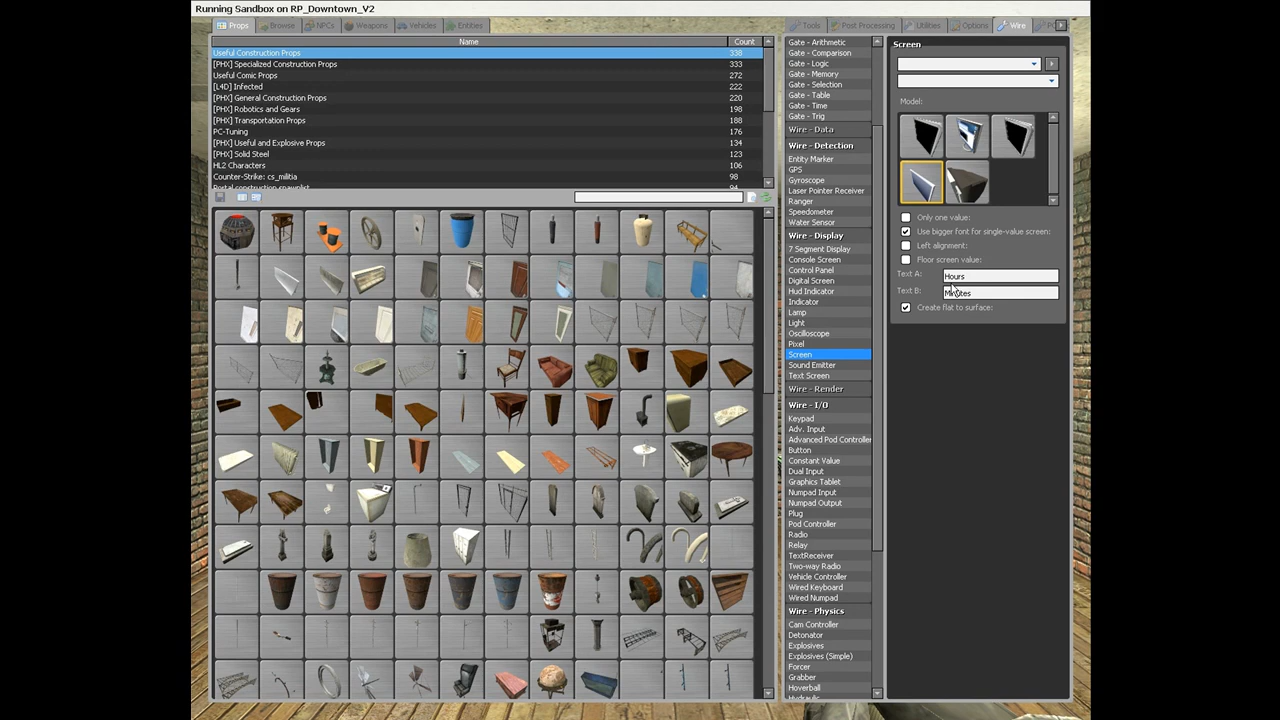 Running Sandbox on RP_Downtown_V2
Props Browse NPCs Weapons Vehicles Entities
Name Count
Useful Construction Props 338
[PHX] Specialized Construction Props 333
Useful Comic Props 272
[L4D] Infected 222
[PHX] General Construction Props 220
[PHX] Robotics and Gears 198
[PHX] Transportation Props 188
PC-Tuning 176
[PHX] Useful and Explosive Props 134
[PHX] Solid Steel 123
HL2 Characters 106
Counter-Strike: cs_militia 98
Portal construction spawnlist 94
Tools Post Processing Utilities Options Wire
Gate - Arithmetic
Gate - Comparison
Gate - Logic
Gate - Memory
Gate - Selection
Gate - Table
Gate - Time
Gate - Trig
Wire - Data
Wire - Detection
Entity Marker
GPS
Gyroscope
Laser Pointer Receiver
Ranger
Speedometer
Water Sensor
Wire - Display
7 Segment Display
Console Screen
Control Panel
Digital Screen
Hud Indicator
Indicator
Lamp
Light
Oscilloscope
Pixel
Screen
Sound Emitter
Text Screen
Wire - Render
Wire - I/O
Keypad
Adv. Input
Advanced Pod Controller
Button
Constant Value
Dual Input
Graphics Tablet
Numpad Input
Numpad Output
Plug
Pod Controller
Radio
Relay
TextReceiver
Two-way Radio
Vehicle Controller
Wired Keyboard
Wired Numpad
Wire - Physics
Cam Controller
Detonator
Explosives
Explosives (Simple)
Forcer
Grabber
Hoverball
Hydraulic
Screen
Model:
Only one value:
Use bigger font for single-value screen:
Left alignment:
Floor screen value:
Text A: Hours
Text B: Minutes
Create flat to surface: